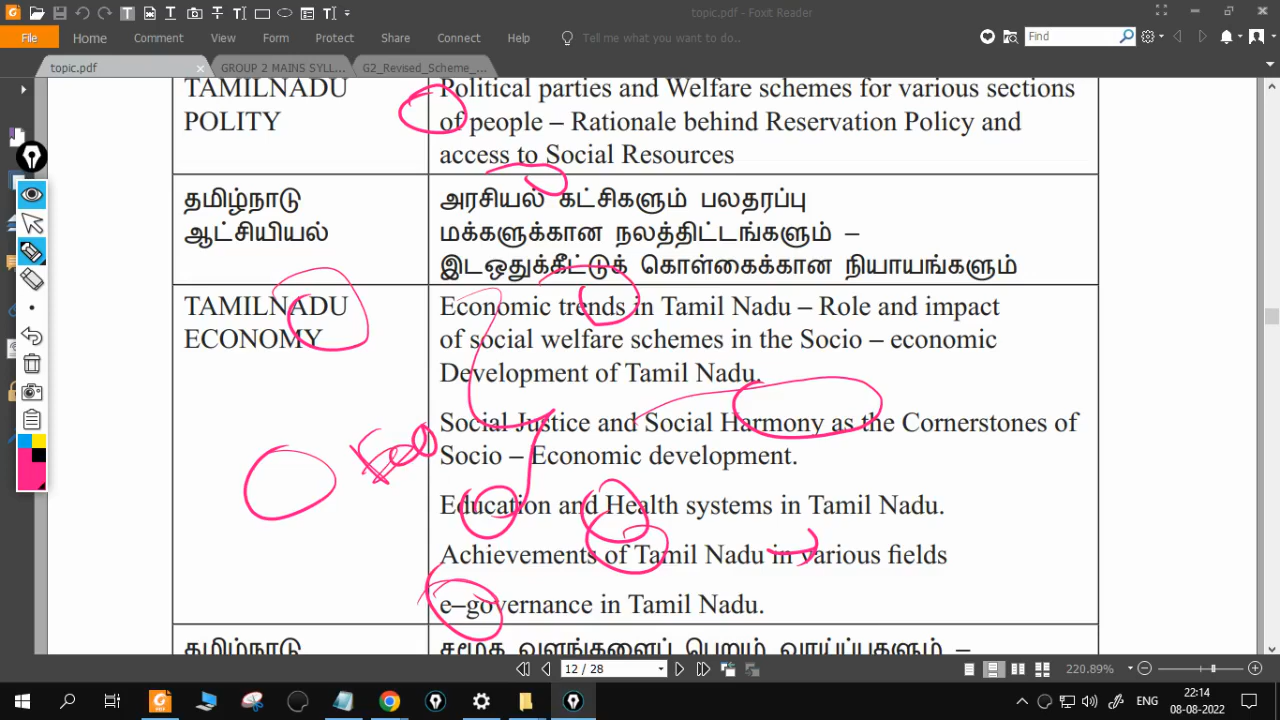 topic.pdf - Foxit Reader
File Home Comment View Form Protect Share Connect Help Tell me what you want to do.. Find
topic.pdf GROUP 2 MAINS SYLL... G2_Revised_Scheme_...
TAMILNADU
POLITY
Political parties and Welfare schemes for various sections
of people – Rationale behind Reservation Policy and
access to Social Resources
தமிழ்நாடு
ஆட்சியியல்
அரசியல் கட்சிகளும் பலதரப்பு
மக்களுக்கான நலத்திட்டங்களும் –
இடஒதுக்கீட்டுக் கொள்கைக்கான நியாயங்களும்
TAMILNADU
ECONOMY
Economic trends in Tamil Nadu – Role and impact
of social welfare schemes in the Socio – economic
Development of Tamil Nadu.
Social Justice and Social Harmony as the Cornerstones of
Socio – Economic development.
Education and Health systems in Tamil Nadu.
Achievements of Tamil Nadu in various fields
e–governance in Tamil Nadu.
தமிழ்நாடு
சமூக வளங்களைப் பெறும் வாய்ப்புகளும் –
12 / 28
220.89%
ENG
22:14
08-08-2022